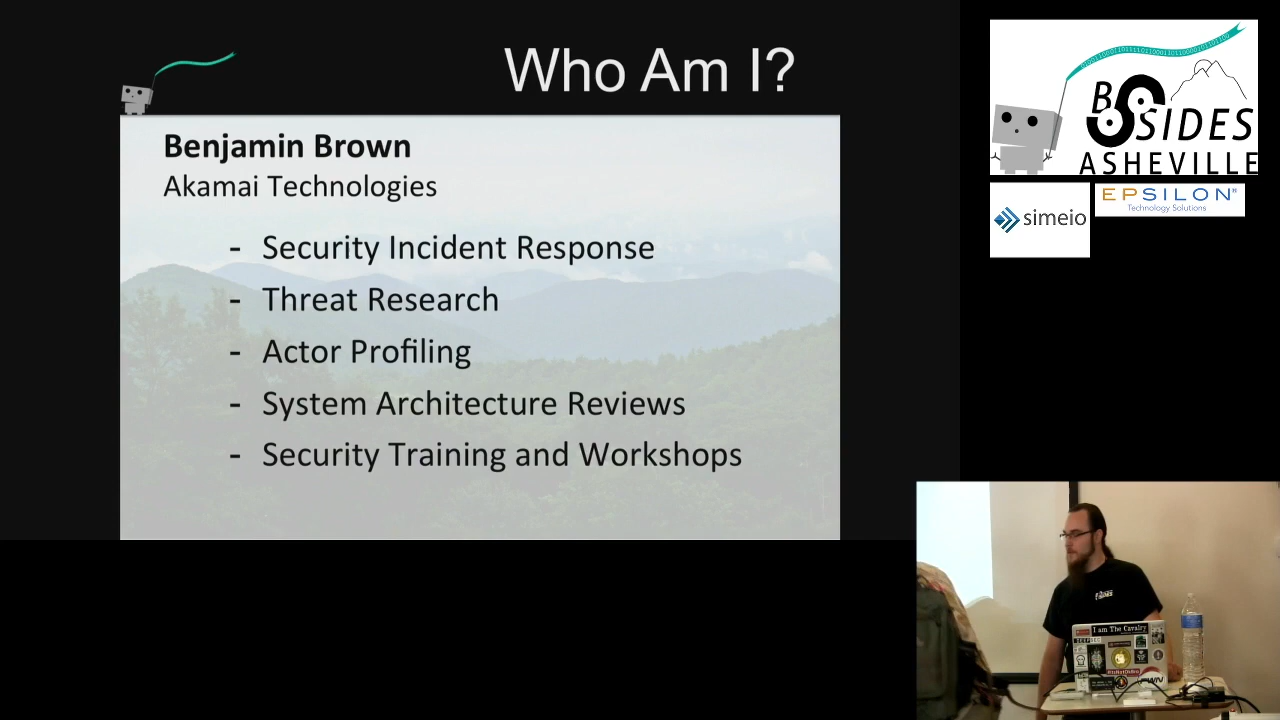 Who Am I?
Benjamin Brown
Akamai Technologies
- Security Incident Response
- Threat Research
- Actor Profiling
- System Architecture Reviews
- Security Training and Workshops
B
SIDES
ASHEVILLE
simeio
EPSILON®
Technology Solutions
I am The Cavalry